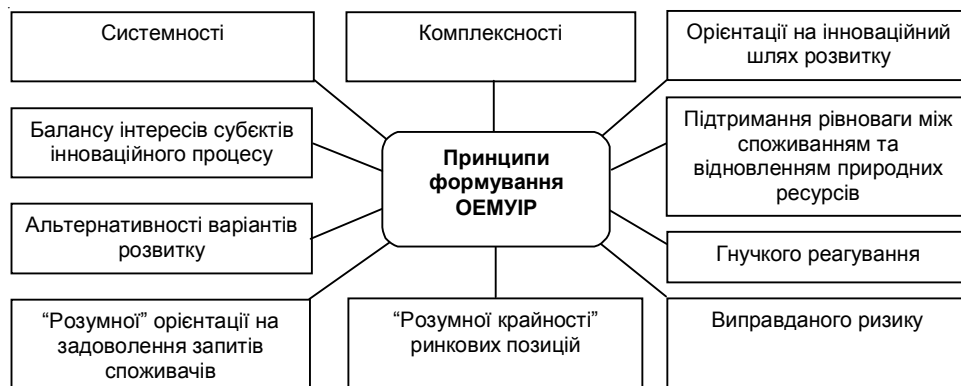 Системності
Комплексності
Орієнтації на інноваційний
шлях розвитку
Балансу інтересів субєктів
інноваційного процесу
Принципи
формування
ОЕМУІР
Підтримання рівноваги між
споживанням та
відновленням природних
ресурсів
Альтернативності варіантів
розвитку
Гнучкого реагування
“Розумної” орієнтації на
задоволення запитів
споживачів
“Розумної крайності”
ринкових позицій
Виправданого ризику